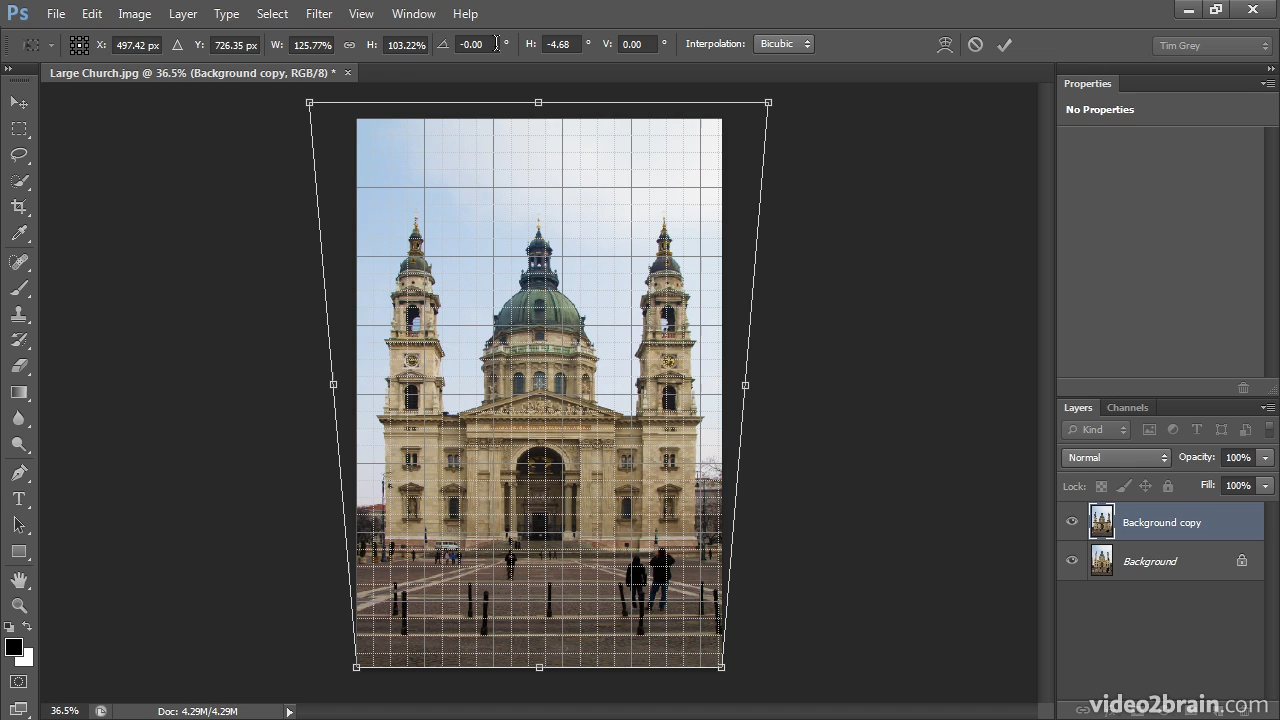 Ps File Edit Image Layer Type Select Filter View Window Help
X: 497.42 px Y: 726.35 px W: 125.77% H: 103.22% -0.00 ° H: -4.68 ° V: 0.00 ° Interpolation: Bicubic Tim Grey
Large Church.jpg @ 36.5% (Background copy, RGB/8) * ×
Properties
No Properties
Layers Channels
Kind
Normal Opacity: 100%
Lock: Fill: 100%
Background copy
Background
36.5% Doc: 4.29M/4.29M
video2brain.com